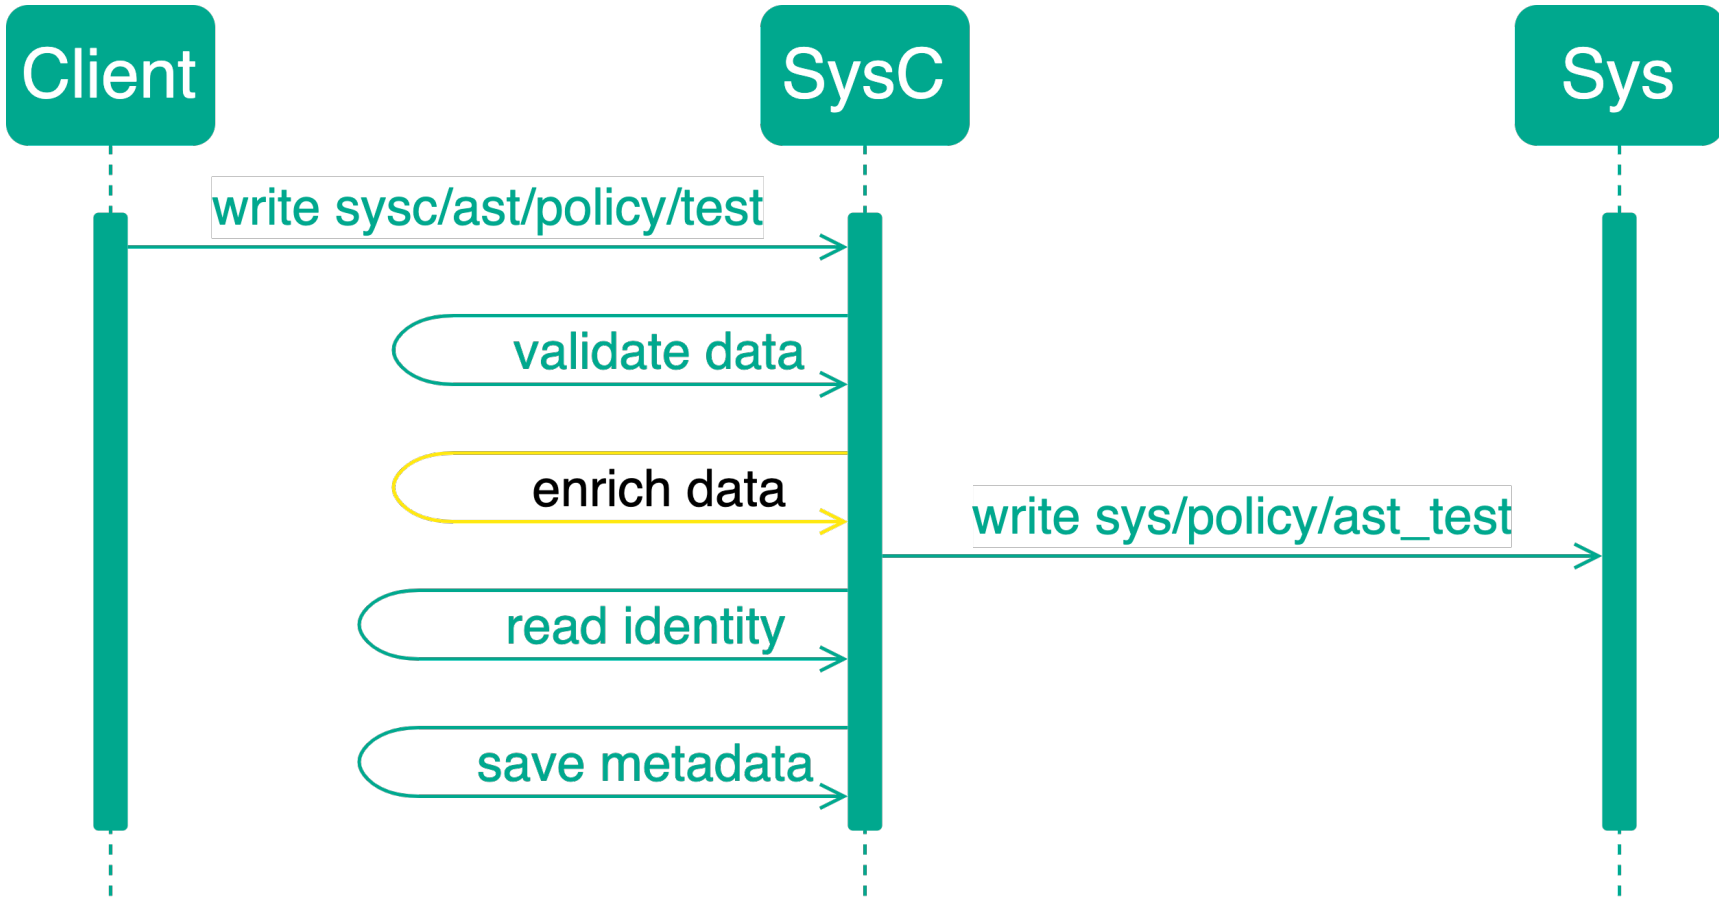 Client
SysC
Sys
write sysc/ast/policy/test
validate data
enrich data
write sys/policy/ast_test
read identity
save metadata